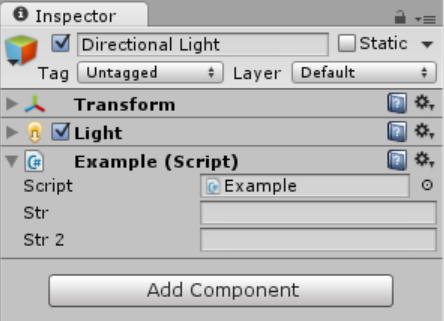 Inspector
Directional Light Static
Tag Untagged Layer Default
Transform
Light
Example (Script)
Script Example
Str
Str 2
Add Component